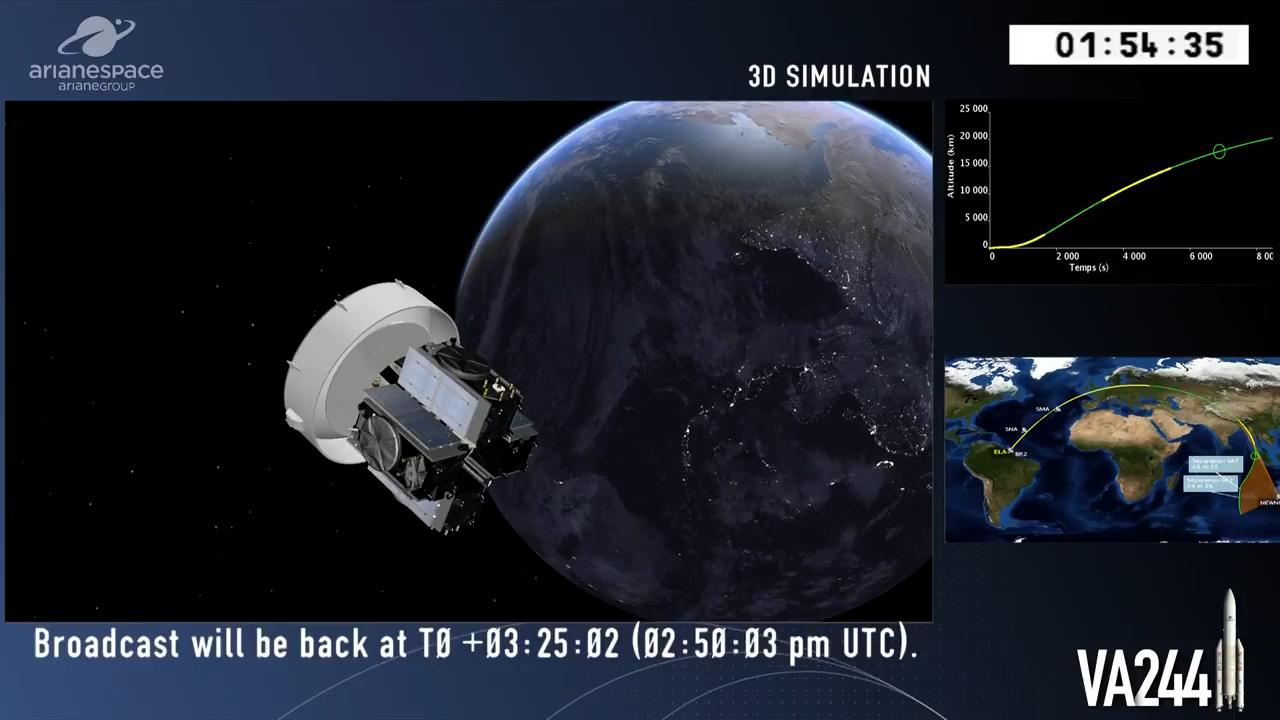 arianespace
arianeGROUP
3D SIMULATION
01:54:35
25 000
20 000
15 000
10 000
5 000
0
Altitude (km)
0 2 000 4 000 6 000 8 00
Temps (s)
SMA
SNA
ELA
NEWN
Broadcast will be back at TØ +Ø3:25:Ø2 (Ø2:5Ø:Ø3 pm UTC).
VA244